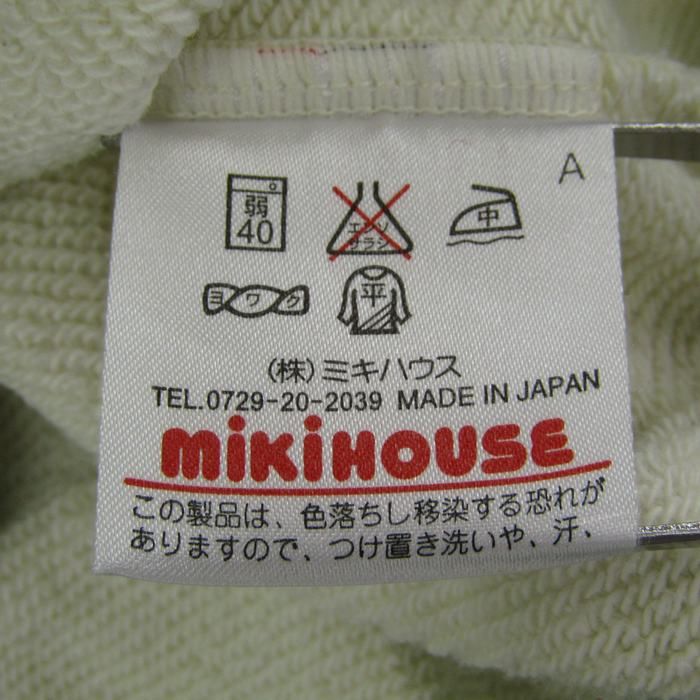 A
弱
40
エンソ
サラシ
中
ヨワク
平
(株)ミキハウス
TEL.0729-20-2039 MADE IN JAPAN
mikiHOUSE
この製品は、色落ちし移染する恐れが
ありますので、つけ置き洗いや、汗、